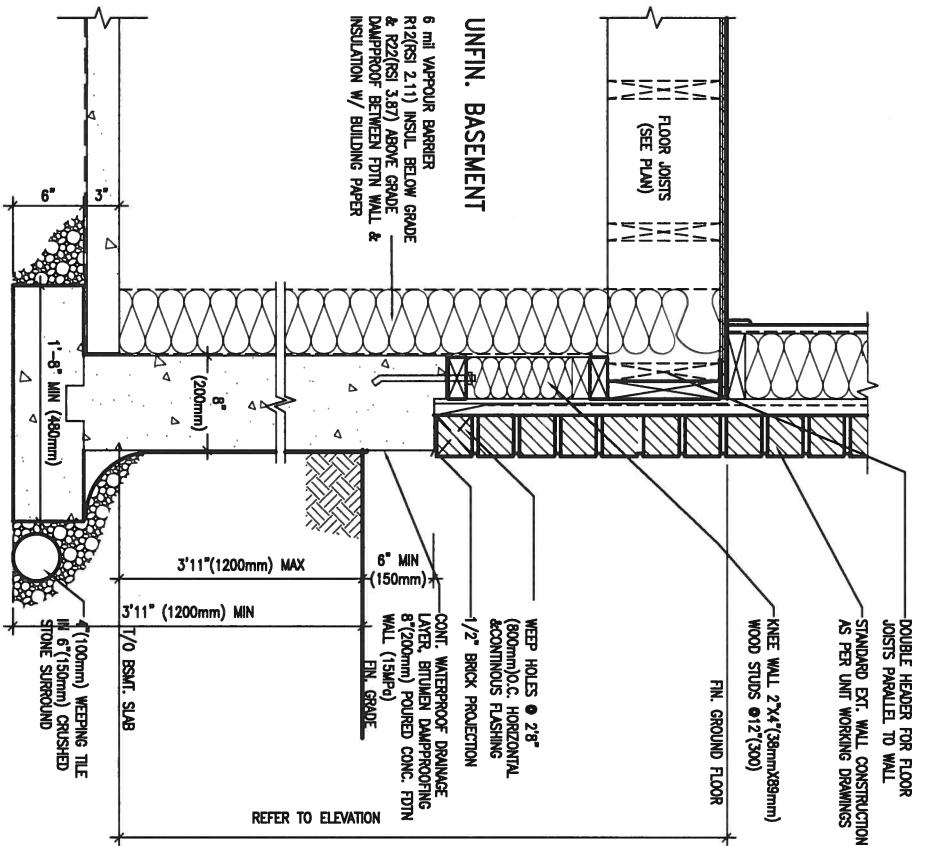 UNFIN. BASEMENT
6 mil VAPPOUR BARRIER
R12(RSI 2.11) INSUL. BELOW GRADE
& R22(RSI 3.87) ABOVE GRADE
DAMPPROOF BETWEEN FDTN WALL &
INSULATION W/ BUILDING PAPER
FLOOR JOISTS
(SEE PLAN)
DOUBLE HEADER FOR FLOOR
JOISTS PARALLEL TO WALL
STANDARD EXT. WALL CONSTRUCTION
AS PER UNIT WORKING DRAWINGS
KNEE WALL 2"X4"(38mmX89mm)
WOOD STUDS @12"(300)
FIN. GROUND FLOOR
WEEP HOLES @ 2'8"
(800mm)O.C. HORIZONTAL
&CONTINOUS FLASHING
1/2" BRICK PROJECTION
CONT. WATERPROOF DRAINAGE
LAYER, BITUMEN DAMPPROOFING
8"(200mm) POURED CONC. FDTN
WALL (15MPa)
FIN. GRADE
6" MIN
(150mm)
3'11"(1200mm) MAX
3'11" (1200mm) MIN
REFER TO ELEVATION
T/O BSMT. SLAB
4"(100mm) WEEPING TILE
IN 6"(150mm) CRUSHED
STONE SURROUND
8"
(200mm)
1'-8" MIN (480mm)
6"
3"